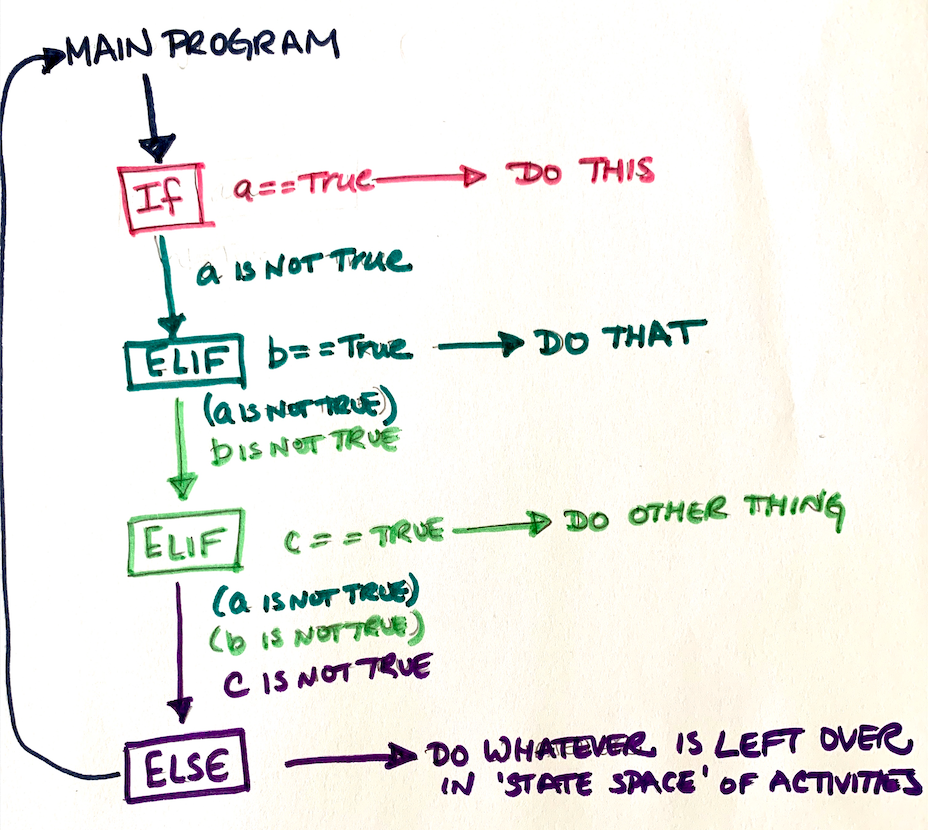 MAIN PROGRAM
If a==True DO THIS
a IS NOT True
ELIF b==True DO THAT
(a IS NOT TRUE)
b IS NOT TRUE
ELIF c==TRUE DO OTHER THING
(a IS NOT TRUE)
(b IS NOT TRUE)
C IS NOT TRUE
ELSE DO WHATEVER IS LEFT OVER
IN 'STATE SPACE' OF ACTIVITIES